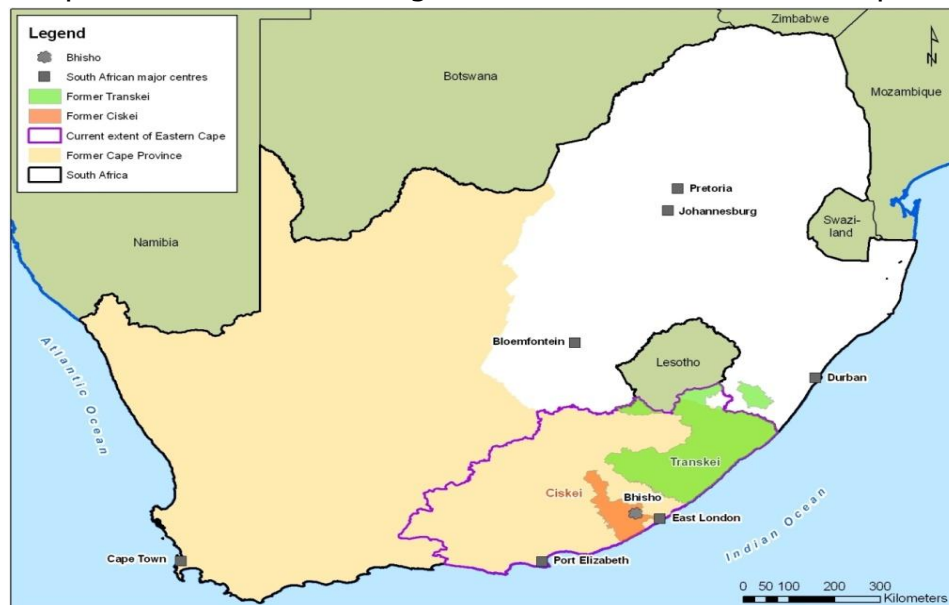 Legend
Bhisho
South African major centres
Former Transkei
Former Ciskei
Current extent of Eastern Cape
Former Cape Province
South Africa
Zimbabwe
N
Botswana
Mozambique
Pretoria
Johannesburg
Swazi-
land
Namibia
Bloemfontein
Lesotho
Durban
Atlantic Ocean
Transkei
Ciskei
Bhisho
East London
Indian Ocean
Cape Town
Port Elizabeth
0 50 100 200 300
Kilometers